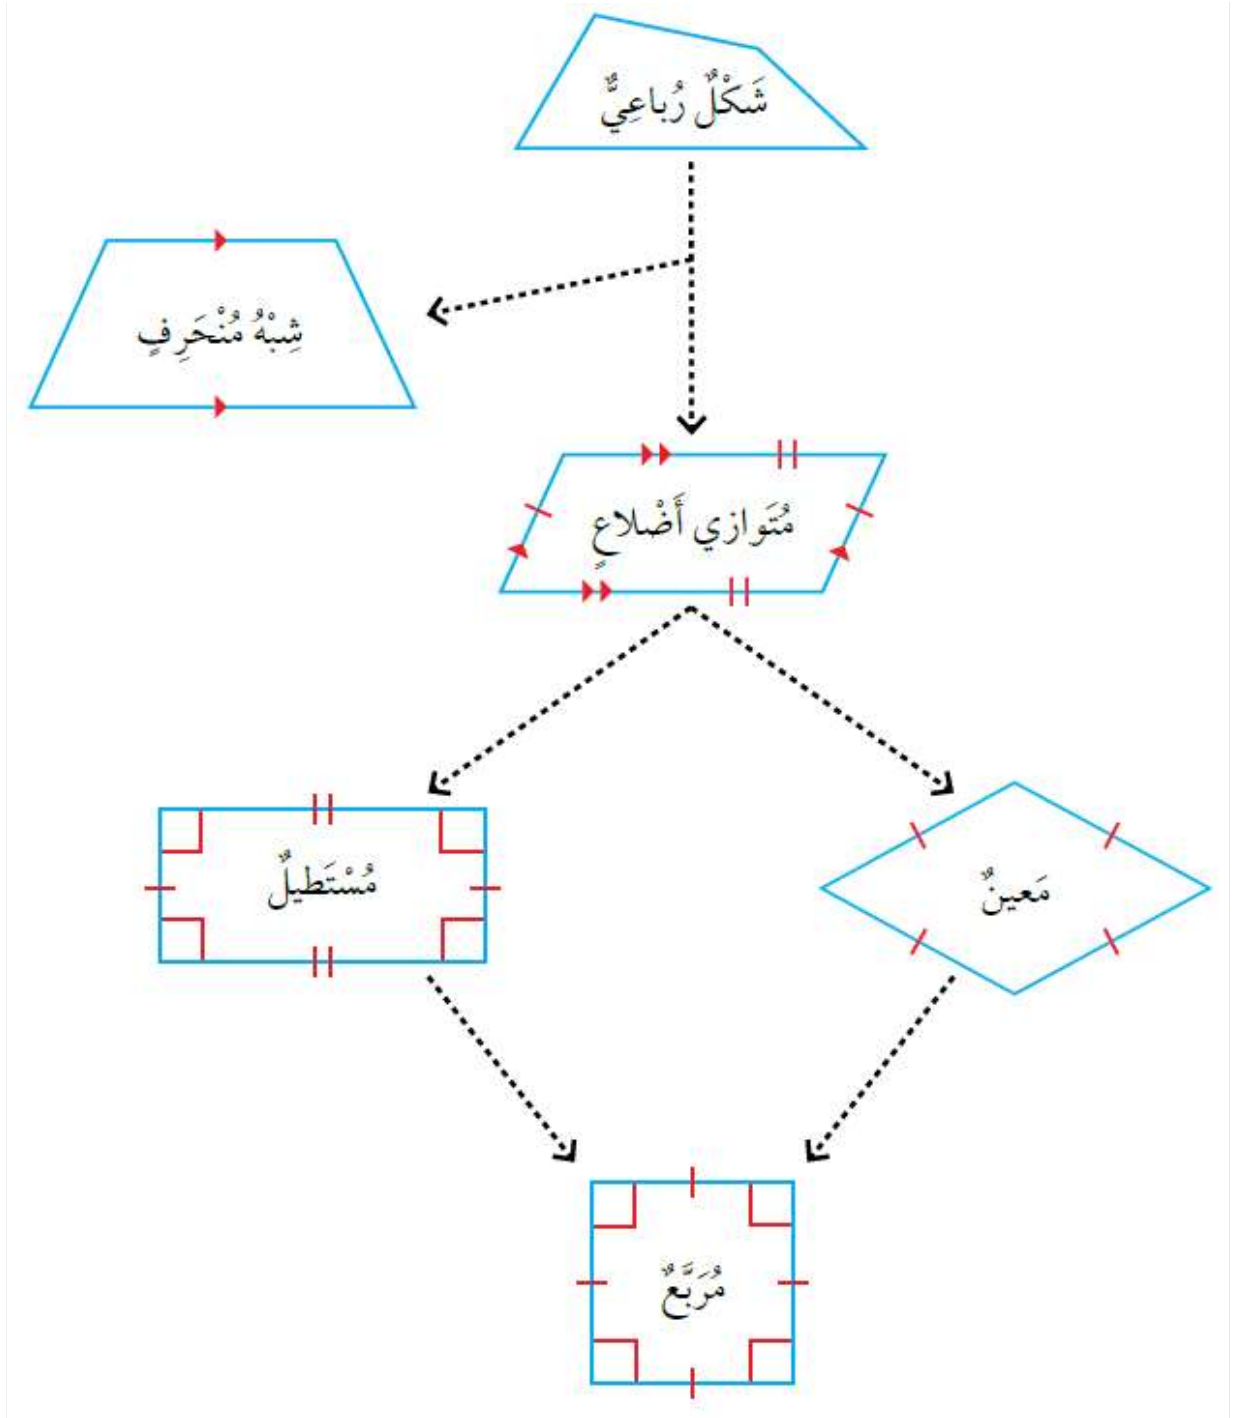 شَكْلٌ رُباعِيٌّ
شِبْهُ مُنْحَرِفٍ
مُتَوازي أَضْلاعٍ
مُسْتَطيلٌ
مَعينٌ
مُرَبَّعٌ